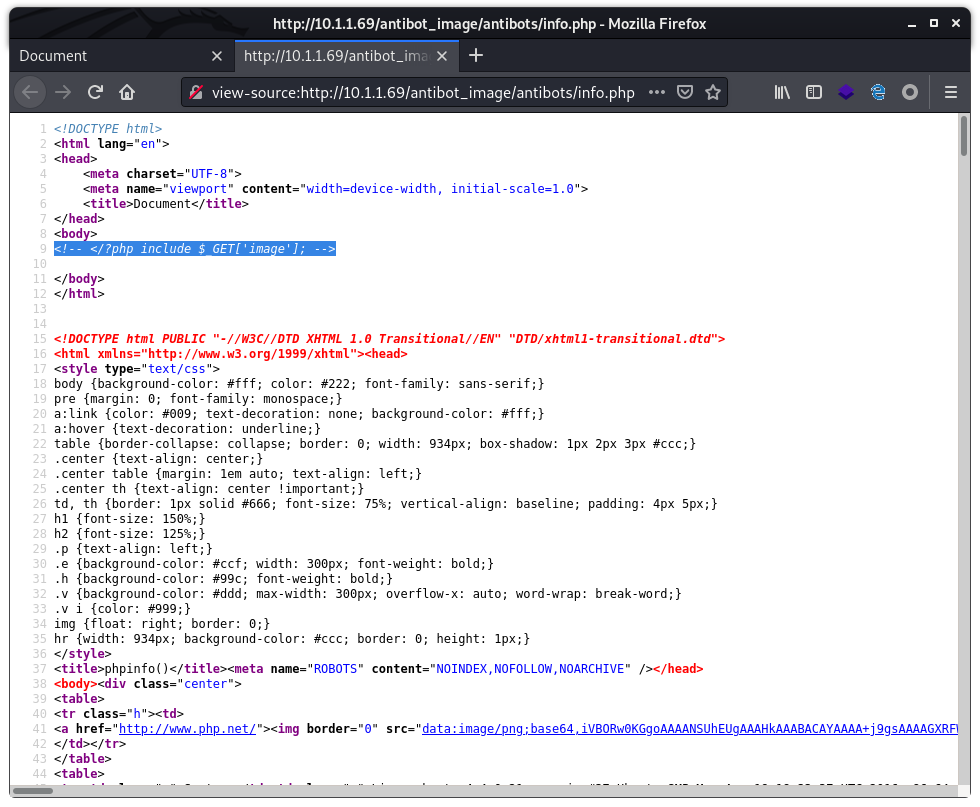 http://10.1.1.69/antibot_image/antibots/info.php - Mozilla Firefox
Document
http://10.1.1.69/antibot_ima
view-source:http://10.1.1.69/antibot_image/antibots/info.php
1 <!DOCTYPE html>
2 <html lang="en">
3 <head>
4     <meta charset="UTF-8">
5     <meta name="viewport" content="width=device-width, initial-scale=1.0">
6     <title>Document</title>
7 </head>
8 <body>
9 <!-- </?php include $_GET['image']; -->
10
11 </body>
12 </html>
13
14
15 <!DOCTYPE html PUBLIC "-//W3C//DTD XHTML 1.0 Transitional//EN" "DTD/xhtml1-transitional.dtd">
16 <html xmlns="http://www.w3.org/1999/xhtml"><head>
17 <style type="text/css">
18 body {background-color: #fff; color: #222; font-family: sans-serif;}
19 pre {margin: 0; font-family: monospace;}
20 a:link {color: #009; text-decoration: none; background-color: #fff;}
21 a:hover {text-decoration: underline;}
22 table {border-collapse: collapse; border: 0; width: 934px; box-shadow: 1px 2px 3px #ccc;}
23 .center {text-align: center;}
24 .center table {margin: 1em auto; text-align: left;}
25 .center th {text-align: center !important;}
26 td, th {border: 1px solid #666; font-size: 75%; vertical-align: baseline; padding: 4px 5px;}
27 h1 {font-size: 150%;}
28 h2 {font-size: 125%;}
29 .p {text-align: left;}
30 .e {background-color: #ccf; width: 300px; font-weight: bold;}
31 .h {background-color: #99c; font-weight: bold;}
32 .v {background-color: #ddd; max-width: 300px; overflow-x: auto; word-wrap: break-word;}
33 .v i {color: #999;}
34 img {float: right; border: 0;}
35 hr {width: 934px; background-color: #ccc; border: 0; height: 1px;}
36 </style>
37 <title>phpinfo()</title><meta name="ROBOTS" content="NOINDEX,NOFOLLOW,NOARCHIVE" /></head>
38 <body><div class="center">
39 <table>
40 <tr class="h"><td>
41 <a href="http://www.php.net/"><img border="0" src="data:image/png;base64,iVBORw0KGgoAAAANSUhEUgAAAHkAAABACAYAAAA+j9gsAAAAGXRF
42 </td></tr>
43 </table>
44 <table>